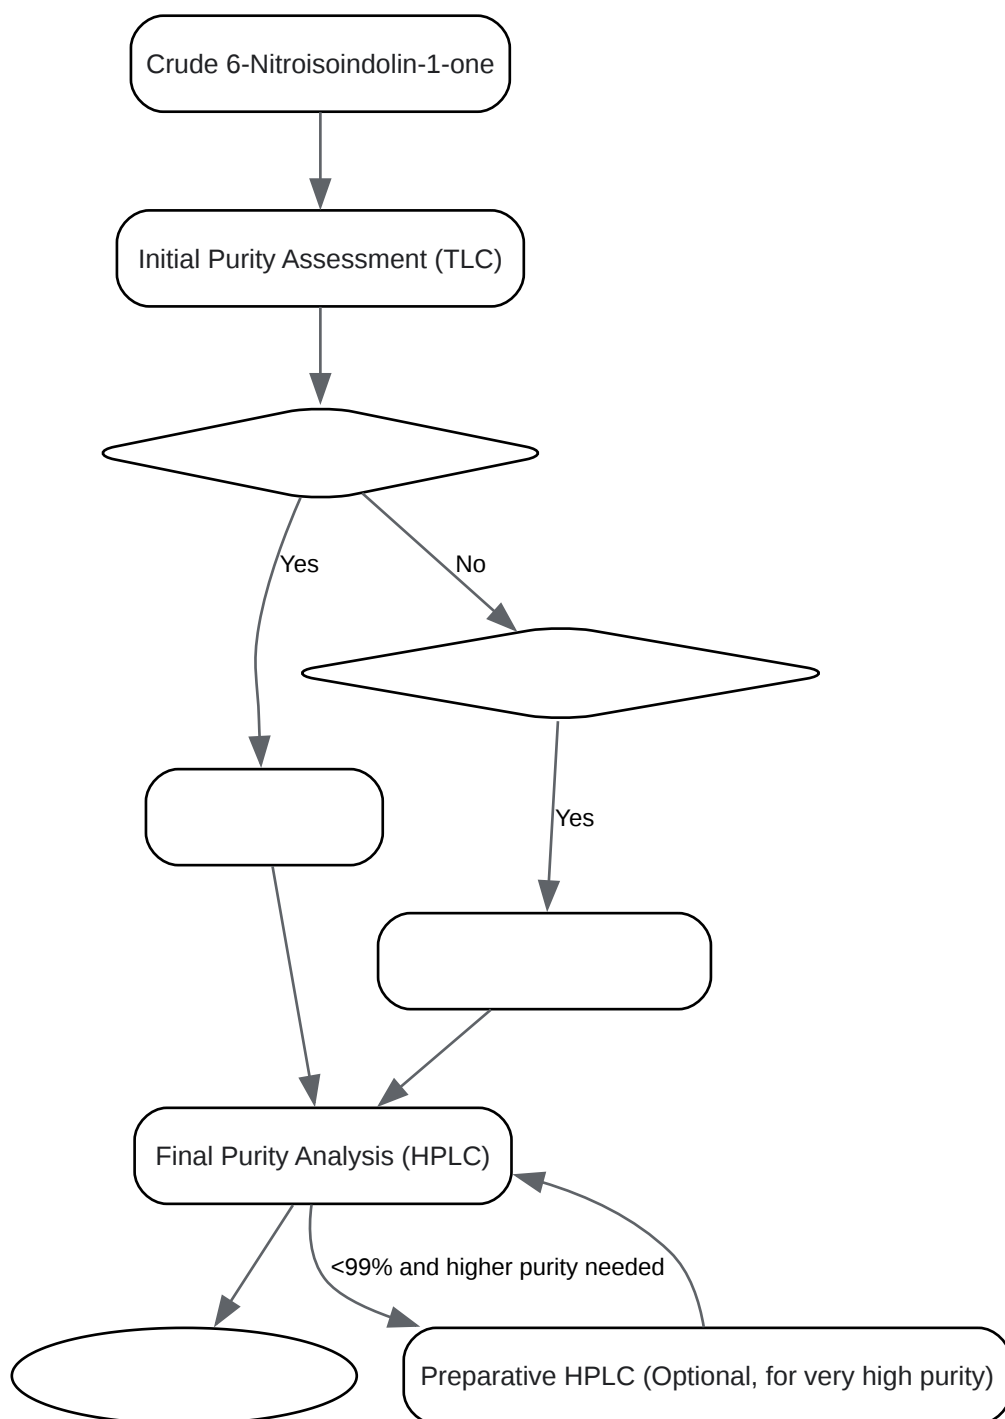 Crude 6-Nitroisoindolin-1-one
Initial Purity Assessment (TLC)
Yes
No
Yes
Final Purity Analysis (HPLC)
<99% and higher purity needed
Preparative HPLC (Optional, for very high purity)